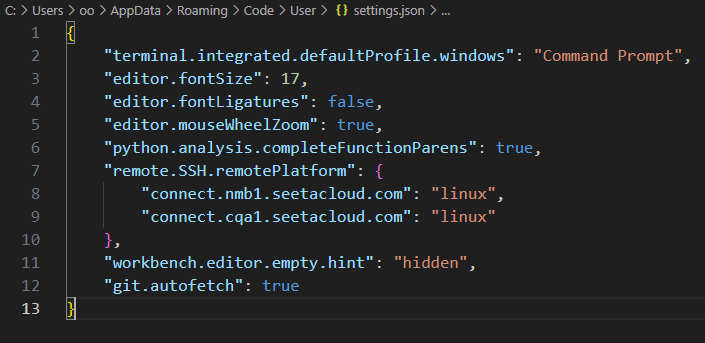 C: > Users > oo > AppData > Roaming > Code > User > {} settings.json > ...
1 {
2 "terminal.integrated.defaultProfile.windows": "Command Prompt",
3 "editor.fontSize": 17,
4 "editor.fontLigatures": false,
5 "editor.mouseWheelZoom": true,
6 "python.analysis.completeFunctionParens": true,
7 "remote.SSH.remotePlatform": {
8 "connect.nmb1.seetacloud.com": "linux",
9 "connect.cqa1.seetacloud.com": "linux"
10 },
11 "workbench.editor.empty.hint": "hidden",
12 "git.autofetch": true
13 }